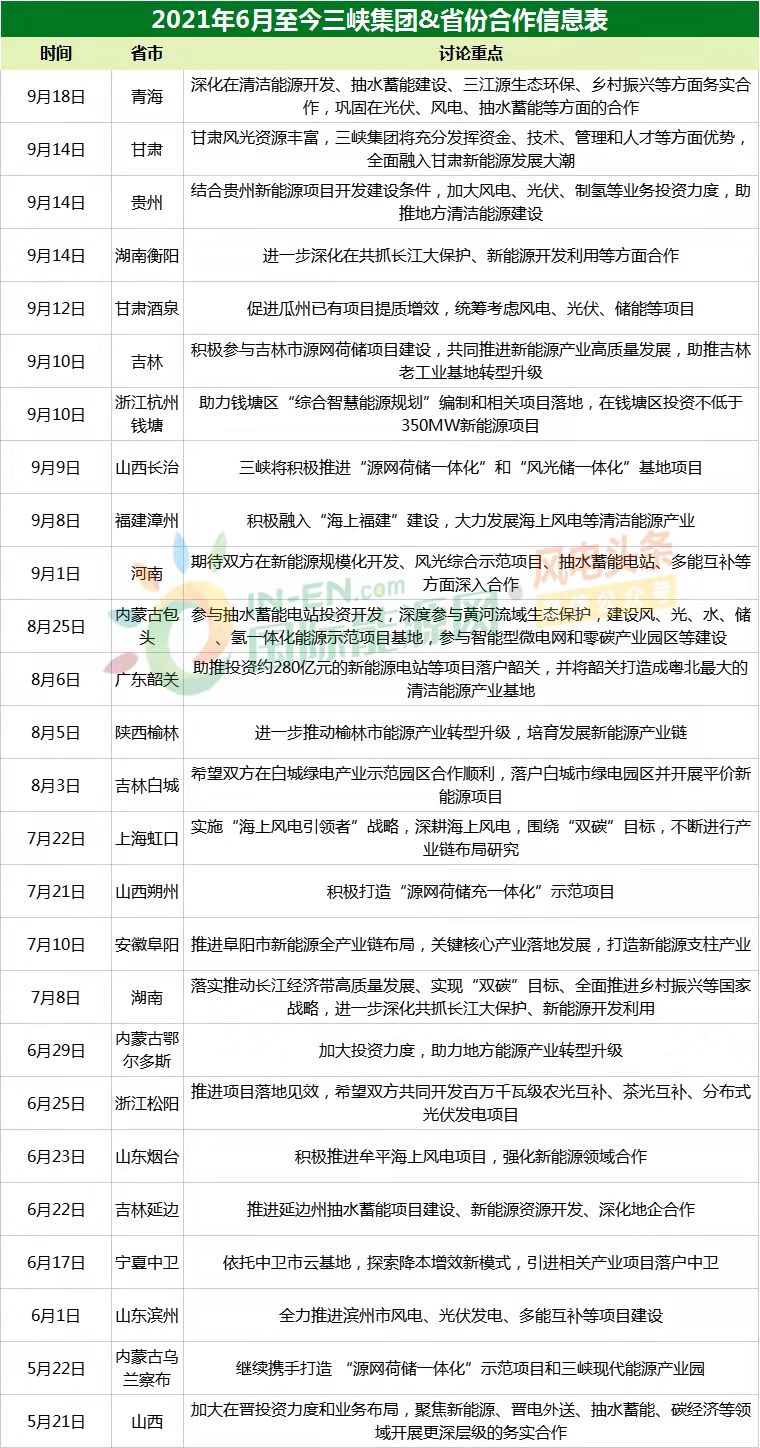 2021年6月至今三峡集团&省份合作信息表
时间 省市 讨论重点
9月18日 青海 深化在清洁能源开发、抽水蓄能建设、三江源生态环保、乡村振兴等方面务实合
作，巩固在光伏、风电、抽水蓄能等方面的合作
9月14日 甘肃 甘肃风光资源丰富，三峡集团将充分发挥资金、技术、管理和人才等方面优势，
全面融入甘肃新能源发展大潮
9月14日 贵州 结合贵州新能源项目开发建设条件，加大风电、光伏、制氢等业务投资力度，助
推地方清洁能源建设
9月14日 湖南衡阳 进一步深化在共抓长江大保护、新能源开发利用等方面合作
9月12日 甘肃酒泉 促进瓜州已有项目提质增效，统筹考虑风电、光伏、储能等项目
9月10日 吉林 积极参与吉林市源网荷储项目建设，共同推进新能源产业高质量发展，助推吉林
老工业基地转型升级
9月10日 浙江杭州
钱塘
助力钱塘区“综合智慧能源规划”编制和相关项目落地，在钱塘区投资不低于
350MW新能源项目
9月9日 山西长治 三峡将积极推进“源网荷储一体化”和“风光储一体化”基地项目
9月8日 福建漳州 积极融入“海上福建”建设，大力发展海上风电等清洁能源产业
9月1日 河南 期待双方在新能源规模化开发、风光综合示范项目、抽水蓄能电站、多能互补等
方面深入合作
8月25日 内蒙古包
头
参与抽水蓄能电站投资开发，深度参与黄河流域生态保护，建设风、光、水、储
、氢一体化能源示范项目基地，参与智能型微电网和零碳产业园区等建设
8月6日 广东韶关 助推投资约280亿元的新能源电站等项目落户韶关，并将韶关打造成粤北最大的
清洁能源产业基地
8月5日 陕西榆林 进一步推动榆林市能源产业转型升级，培育发展新能源产业链
8月3日 吉林白城 希望双方在白城绿电产业示范园区合作顺利，落户白城市绿电园区并开展平价新
能源项目
7月22日 上海虹口 实施“海上风电引领者”战略，深耕海上风电，围绕“双碳”目标，不断进行产
业链布局研究
7月21日 山西朔州 积极打造“源网荷储充一体化”示范项目
7月10日 安徽阜阳 推进阜阳市新能源全产业链布局，关键核心产业落地发展，打造新能源支柱产业
7月8日 湖南 落实推动长江经济带高质量发展、实现“双碳”目标、全面推进乡村振兴等国家
战略，进一步深化共抓长江大保护、新能源开发利用
6月29日 内蒙古鄂
尔多斯
加大投资力度，助力地方能源产业转型升级
6月25日 浙江松阳 推进项目落地见效，希望双方共同开发百万千瓦级农光互补、茶光互补、分布式
光伏发电项目
6月23日 山东烟台 积极推进牟平海上风电项目，强化新能源领域合作
6月22日 吉林延边 推进延边州抽水蓄能项目建设、新能源资源开发、深化地企合作
6月17日 宁夏中卫 依托中卫市云基地，探索降本增效新模式，引进相关产业项目落户中卫
6月1日 山东滨州 全力推进滨州市风电、光伏发电、多能互补等项目建设
5月22日 内蒙古乌
兰察布
继续携手打造 “源网荷储一体化”示范项目和三峡现代能源产业园
5月21日 山西 加大在晋投资力度和业务布局，聚焦新能源、晋电外送、抽水蓄能、碳经济等领
域开展更深层级的务实合作
IN-EN.com
国际能源网
风电头条